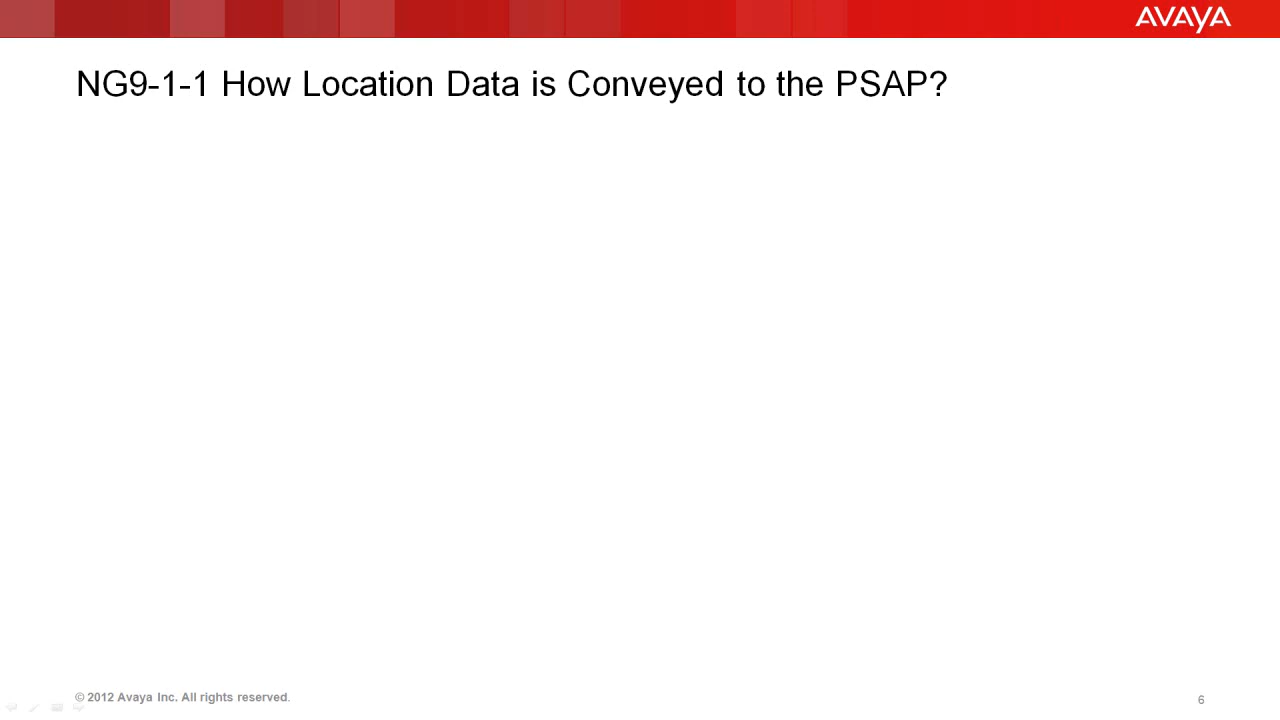 AVAYA
NG9-1-1 How Location Data is Conveyed to the PSAP?
© 2012 Avaya Inc. All rights reserved.
6